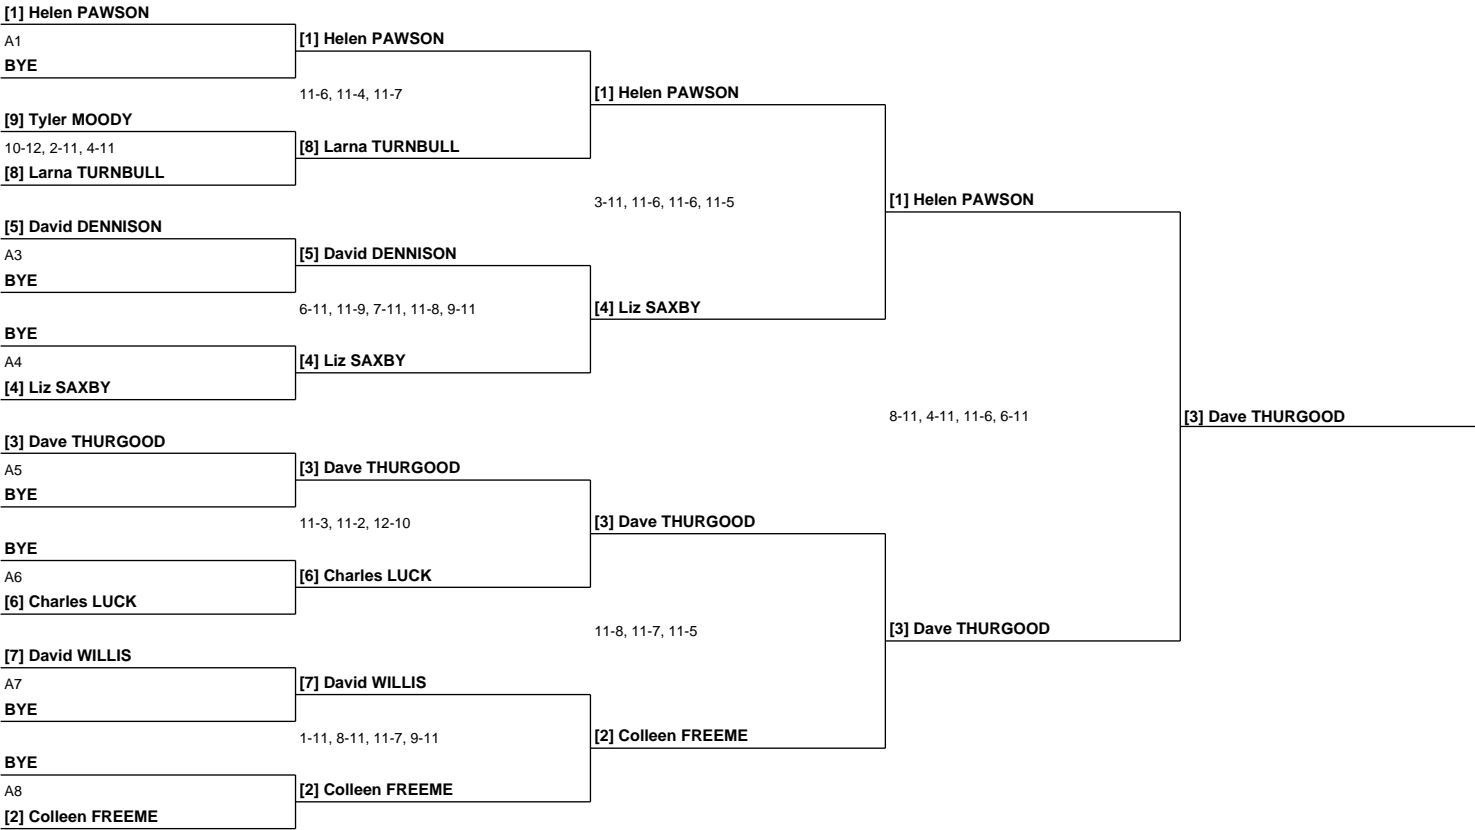 [1] Helen PAWSON
A1
BYE
[9] Tyler MOODY
10-12, 2-11, 4-11
[8] Larna TURNBULL
[5] David DENNISON
A3
BYE
BYE
A4
[4] Liz SAXBY
[3] Dave THURGOOD
A5
BYE
BYE
A6
[6] Charles LUCK
[7] David WILLIS
A7
BYE
BYE
A8
[2] Colleen FREEME
[1] Helen PAWSON
11-6, 11-4, 11-7
[8] Larna TURNBULL
[5] David DENNISON
6-11, 11-9, 7-11, 11-8, 9-11
[4] Liz SAXBY
[3] Dave THURGOOD
11-3, 11-2, 12-10
[6] Charles LUCK
[7] David WILLIS
1-11, 8-11, 11-7, 9-11
[2] Colleen FREEME
[1] Helen PAWSON
3-11, 11-6, 11-6, 11-5
[4] Liz SAXBY
[3] Dave THURGOOD
11-8, 11-7, 11-5
[2] Colleen FREEME
[1] Helen PAWSON
8-11, 4-11, 11-6, 6-11
[3] Dave THURGOOD
[3] Dave THURGOOD